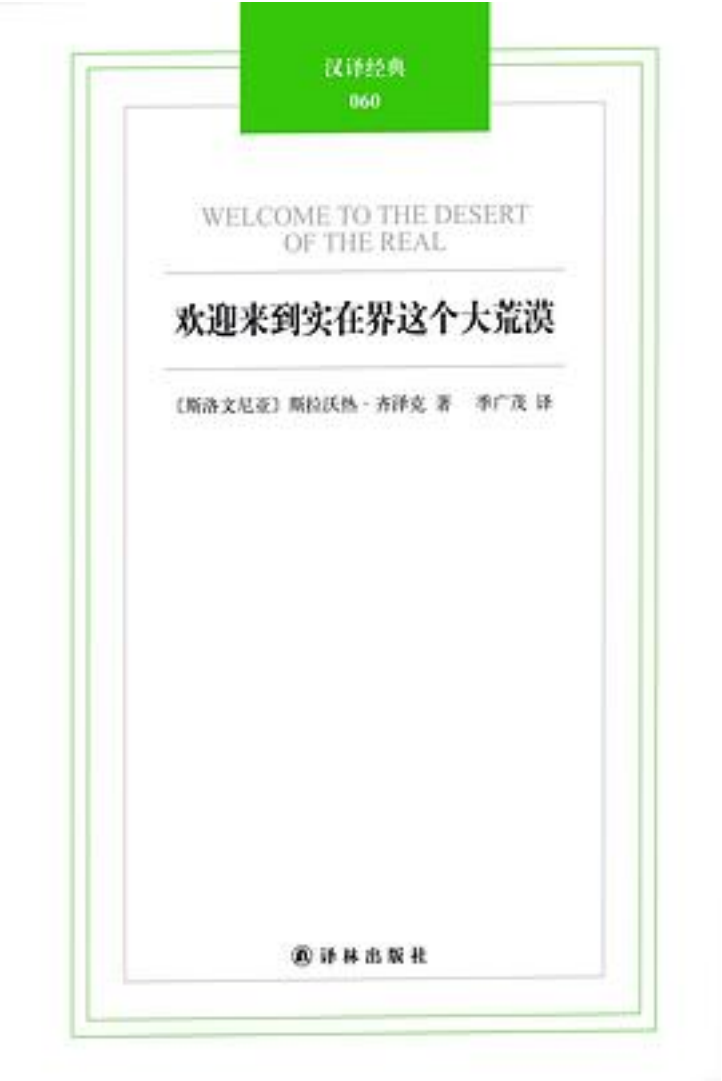 汉译经典
060
WELCOME TO THE DESERT
OF THE REAL
欢迎来到实在界这个大荒漠
〔斯洛文尼亚〕斯拉沃热·齐泽克 著 季广茂 译
译林出版社